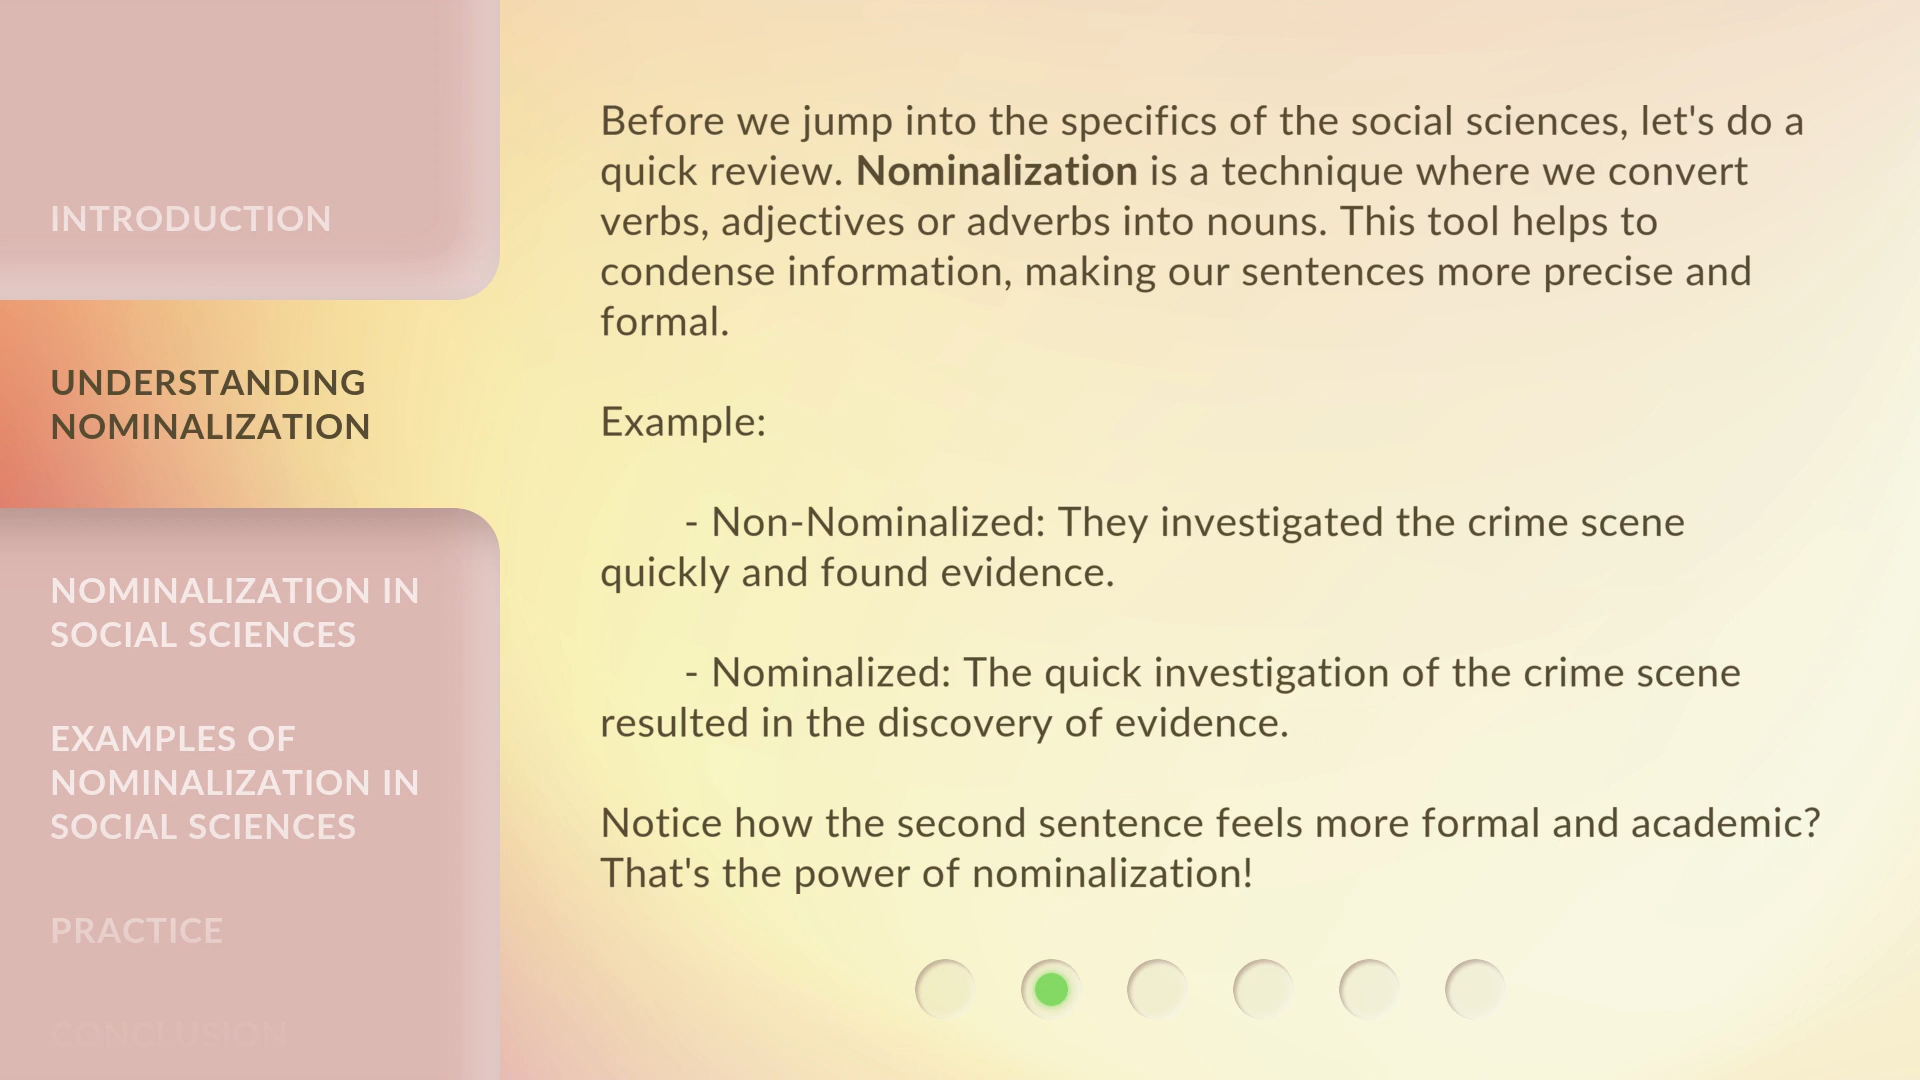 INTRODUCTION
UNDERSTANDING
NOMINALIZATION
NOMINALIZATION IN
SOCIAL SCIENCES
EXAMPLES OF
NOMINALIZATION IN
SOCIAL SCIENCES
PRACTICE
CONCLUSION
Before we jump into the specifics of the social sciences, let's do a
quick review. Nominalization is a technique where we convert
verbs, adjectives or adverbs into nouns. This tool helps to
condense information, making our sentences more precise and
formal.
Example:
- Non-Nominalized: They investigated the crime scene
quickly and found evidence.
- Nominalized: The quick investigation of the crime scene
resulted in the discovery of evidence.
Notice how the second sentence feels more formal and academic?
That's the power of nominalization!